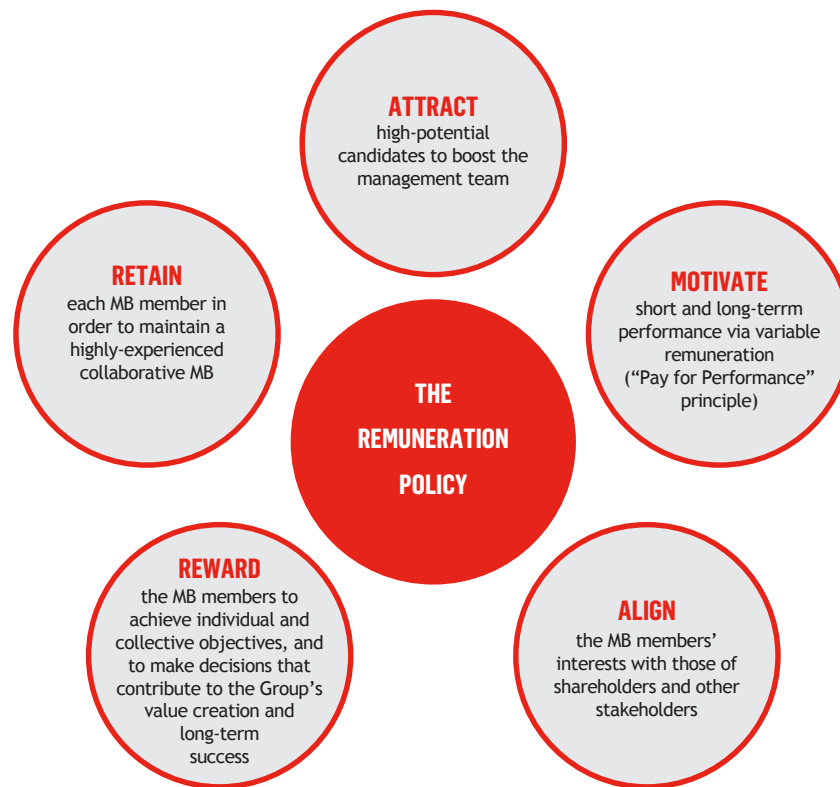 ATTRACT
high-potential
candidates to boost the
management team
RETAIN
each MB member in
order to maintain a
highly-experienced
collaborative MB
MOTIVATE
short and long-terrm
performance via variable
remuneration
(“Pay for Performance”
principle)
THE
REMUNERATION
POLICY
REWARD
the MB members to
achieve individual and
collective objectives, and
to make decisions that
contribute to the Group’s
value creation and
long-term
success
ALIGN
the MB members’
interests with those of
shareholders and other
stakeholders